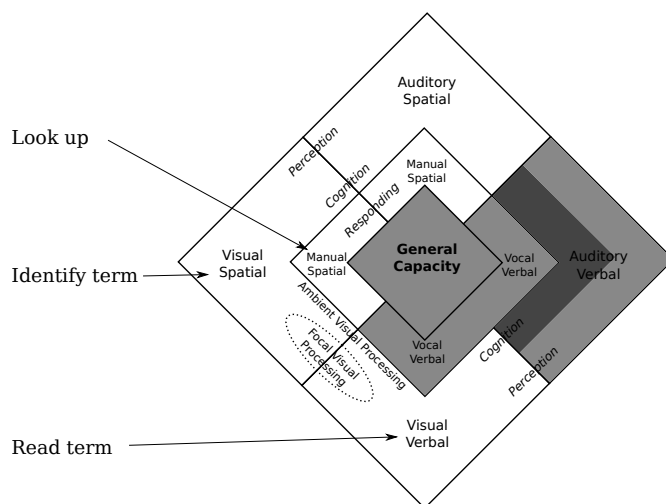 Auditory
Spatial
Look up
Perception
Cognition
Responding
Manual
Spatial
General
Capacity
Visual
Spatial
Manual
Spatial
Vocal
Verbal
Auditory
Verbal
Identify term
Ambient Visual Processing
Focal Visual
Processing
Vocal
Verbal
Cognition
Perception
Read term
Visual
Verbal